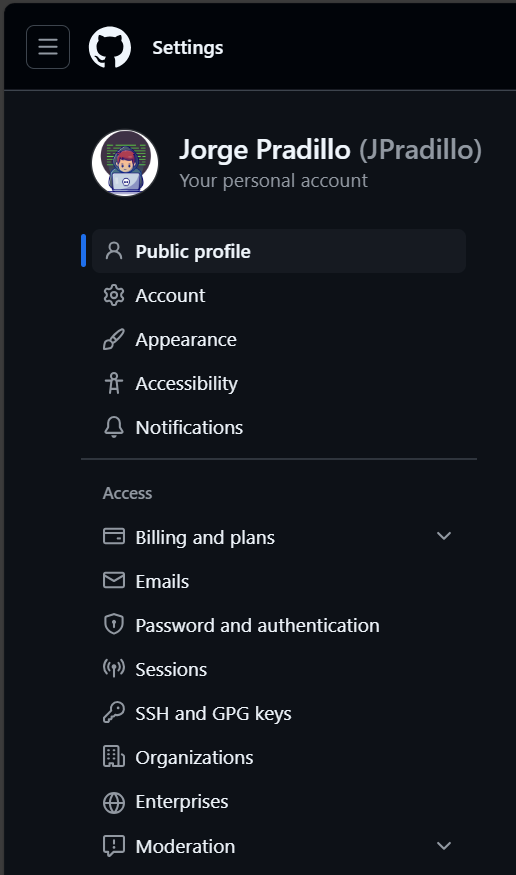 Settings
Jorge Pradillo (JPradillo)
Your personal account
Public profile
Account
Appearance
Accessibility
Notifications
Access
Billing and plans
Emails
Password and authentication
Sessions
SSH and GPG keys
Organizations
Enterprises
Moderation